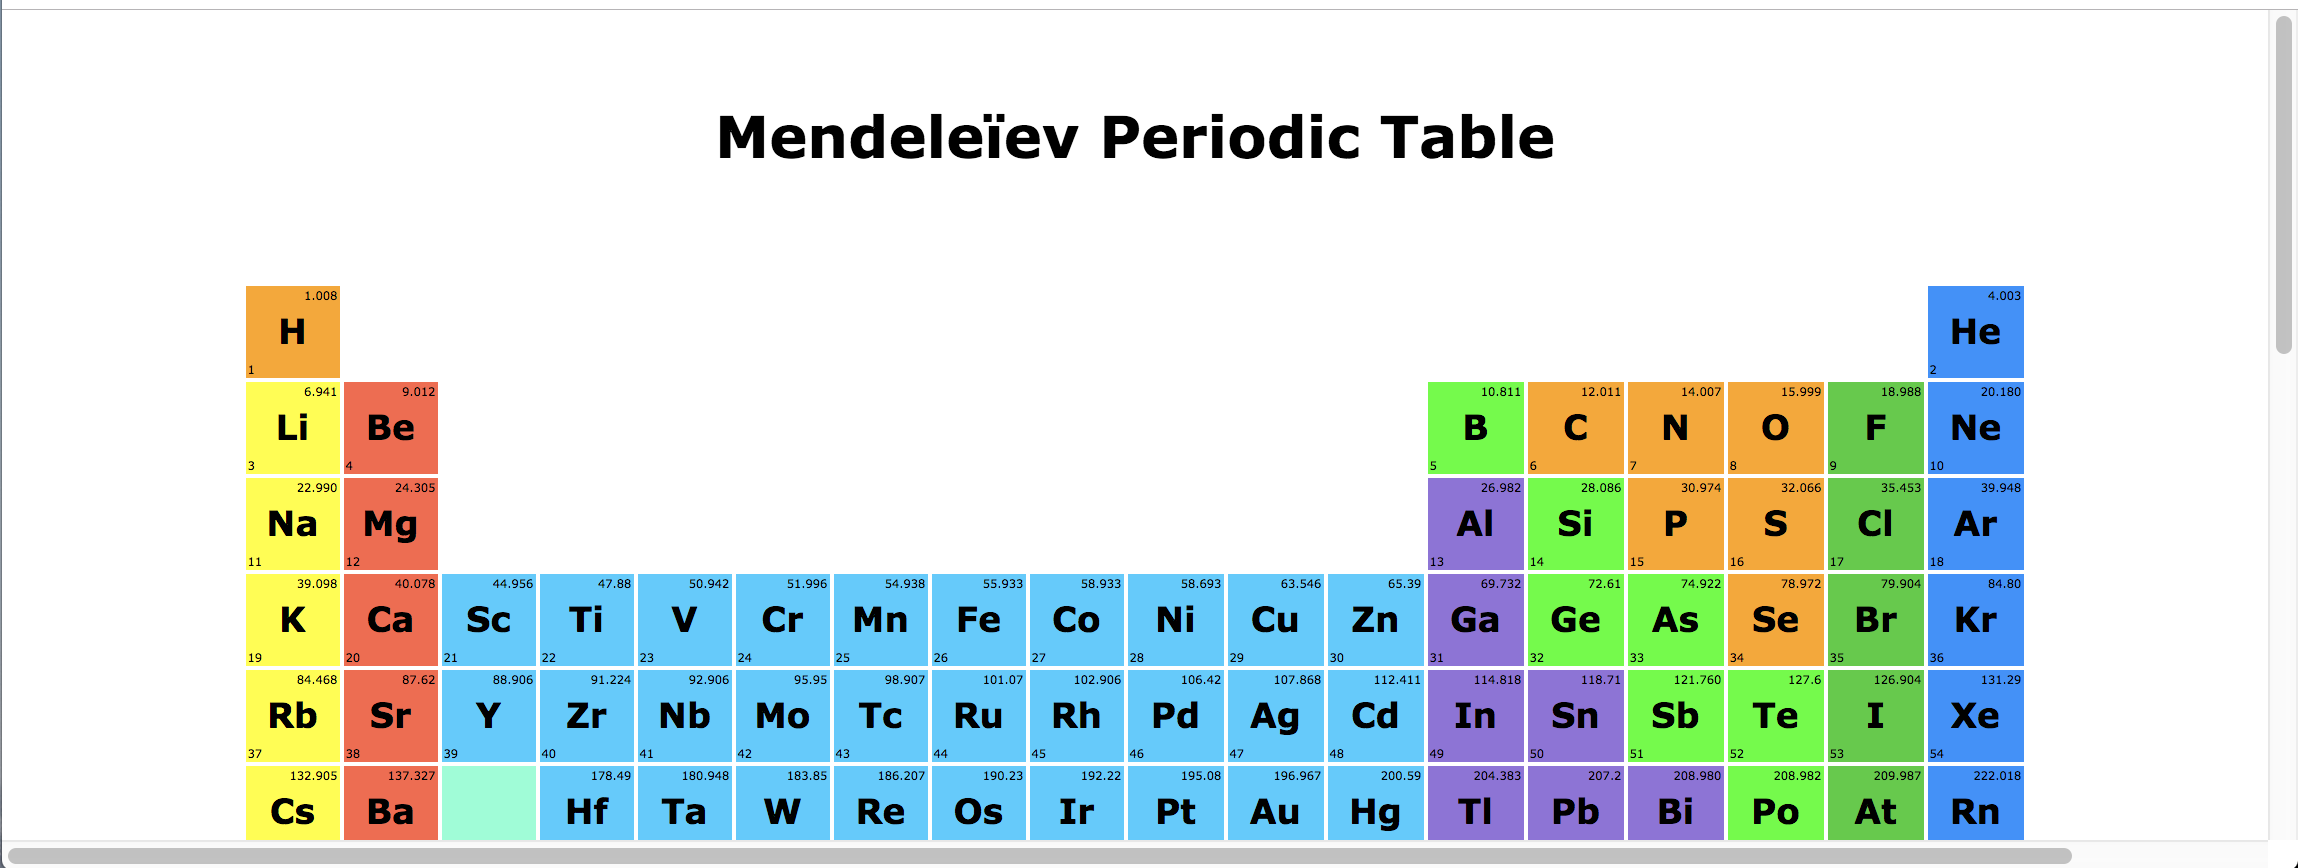 Mendeleïev Periodic Table
1.008 4.003
H He
1 2
6.941 9.012 10.811 12.011 14.007 15.999 18.988 20.180
Li Be B C N O F Ne
3 4 5 6 7 8 9 10
22.990 24.305 26.982 28.086 30.974 32.066 35.453 39.948
Na Mg Al Si P S Cl Ar
11 12 13 14 15 16 17 18
39.098 40.078 44.956 47.88 50.942 51.996 54.938 55.933 58.933 58.693 63.546 65.39 69.732 72.61 74.922 78.972 79.904 84.80
K Ca Sc Ti V Cr Mn Fe Co Ni Cu Zn Ga Ge As Se Br Kr
19 20 21 22 23 24 25 26 27 28 29 30 31 32 33 34 35 36
84.468 87.62 88.906 91.224 92.906 95.95 98.907 101.07 102.906 106.42 107.868 112.411 114.818 118.71 121.760 127.6 126.904 131.29
Rb Sr Y Zr Nb Mo Tc Ru Rh Pd Ag Cd In Sn Sb Te I Xe
37 38 39 40 41 42 43 44 45 46 47 48 49 50 51 52 53 54
132.905 137.327 178.49 180.948 183.85 186.207 190.23 192.22 195.08 196.967 200.59 204.383 207.2 208.980 208.982 209.987 222.018
Cs Ba Hf Ta W Re Os Ir Pt Au Hg Tl Pb Bi Po At Rn